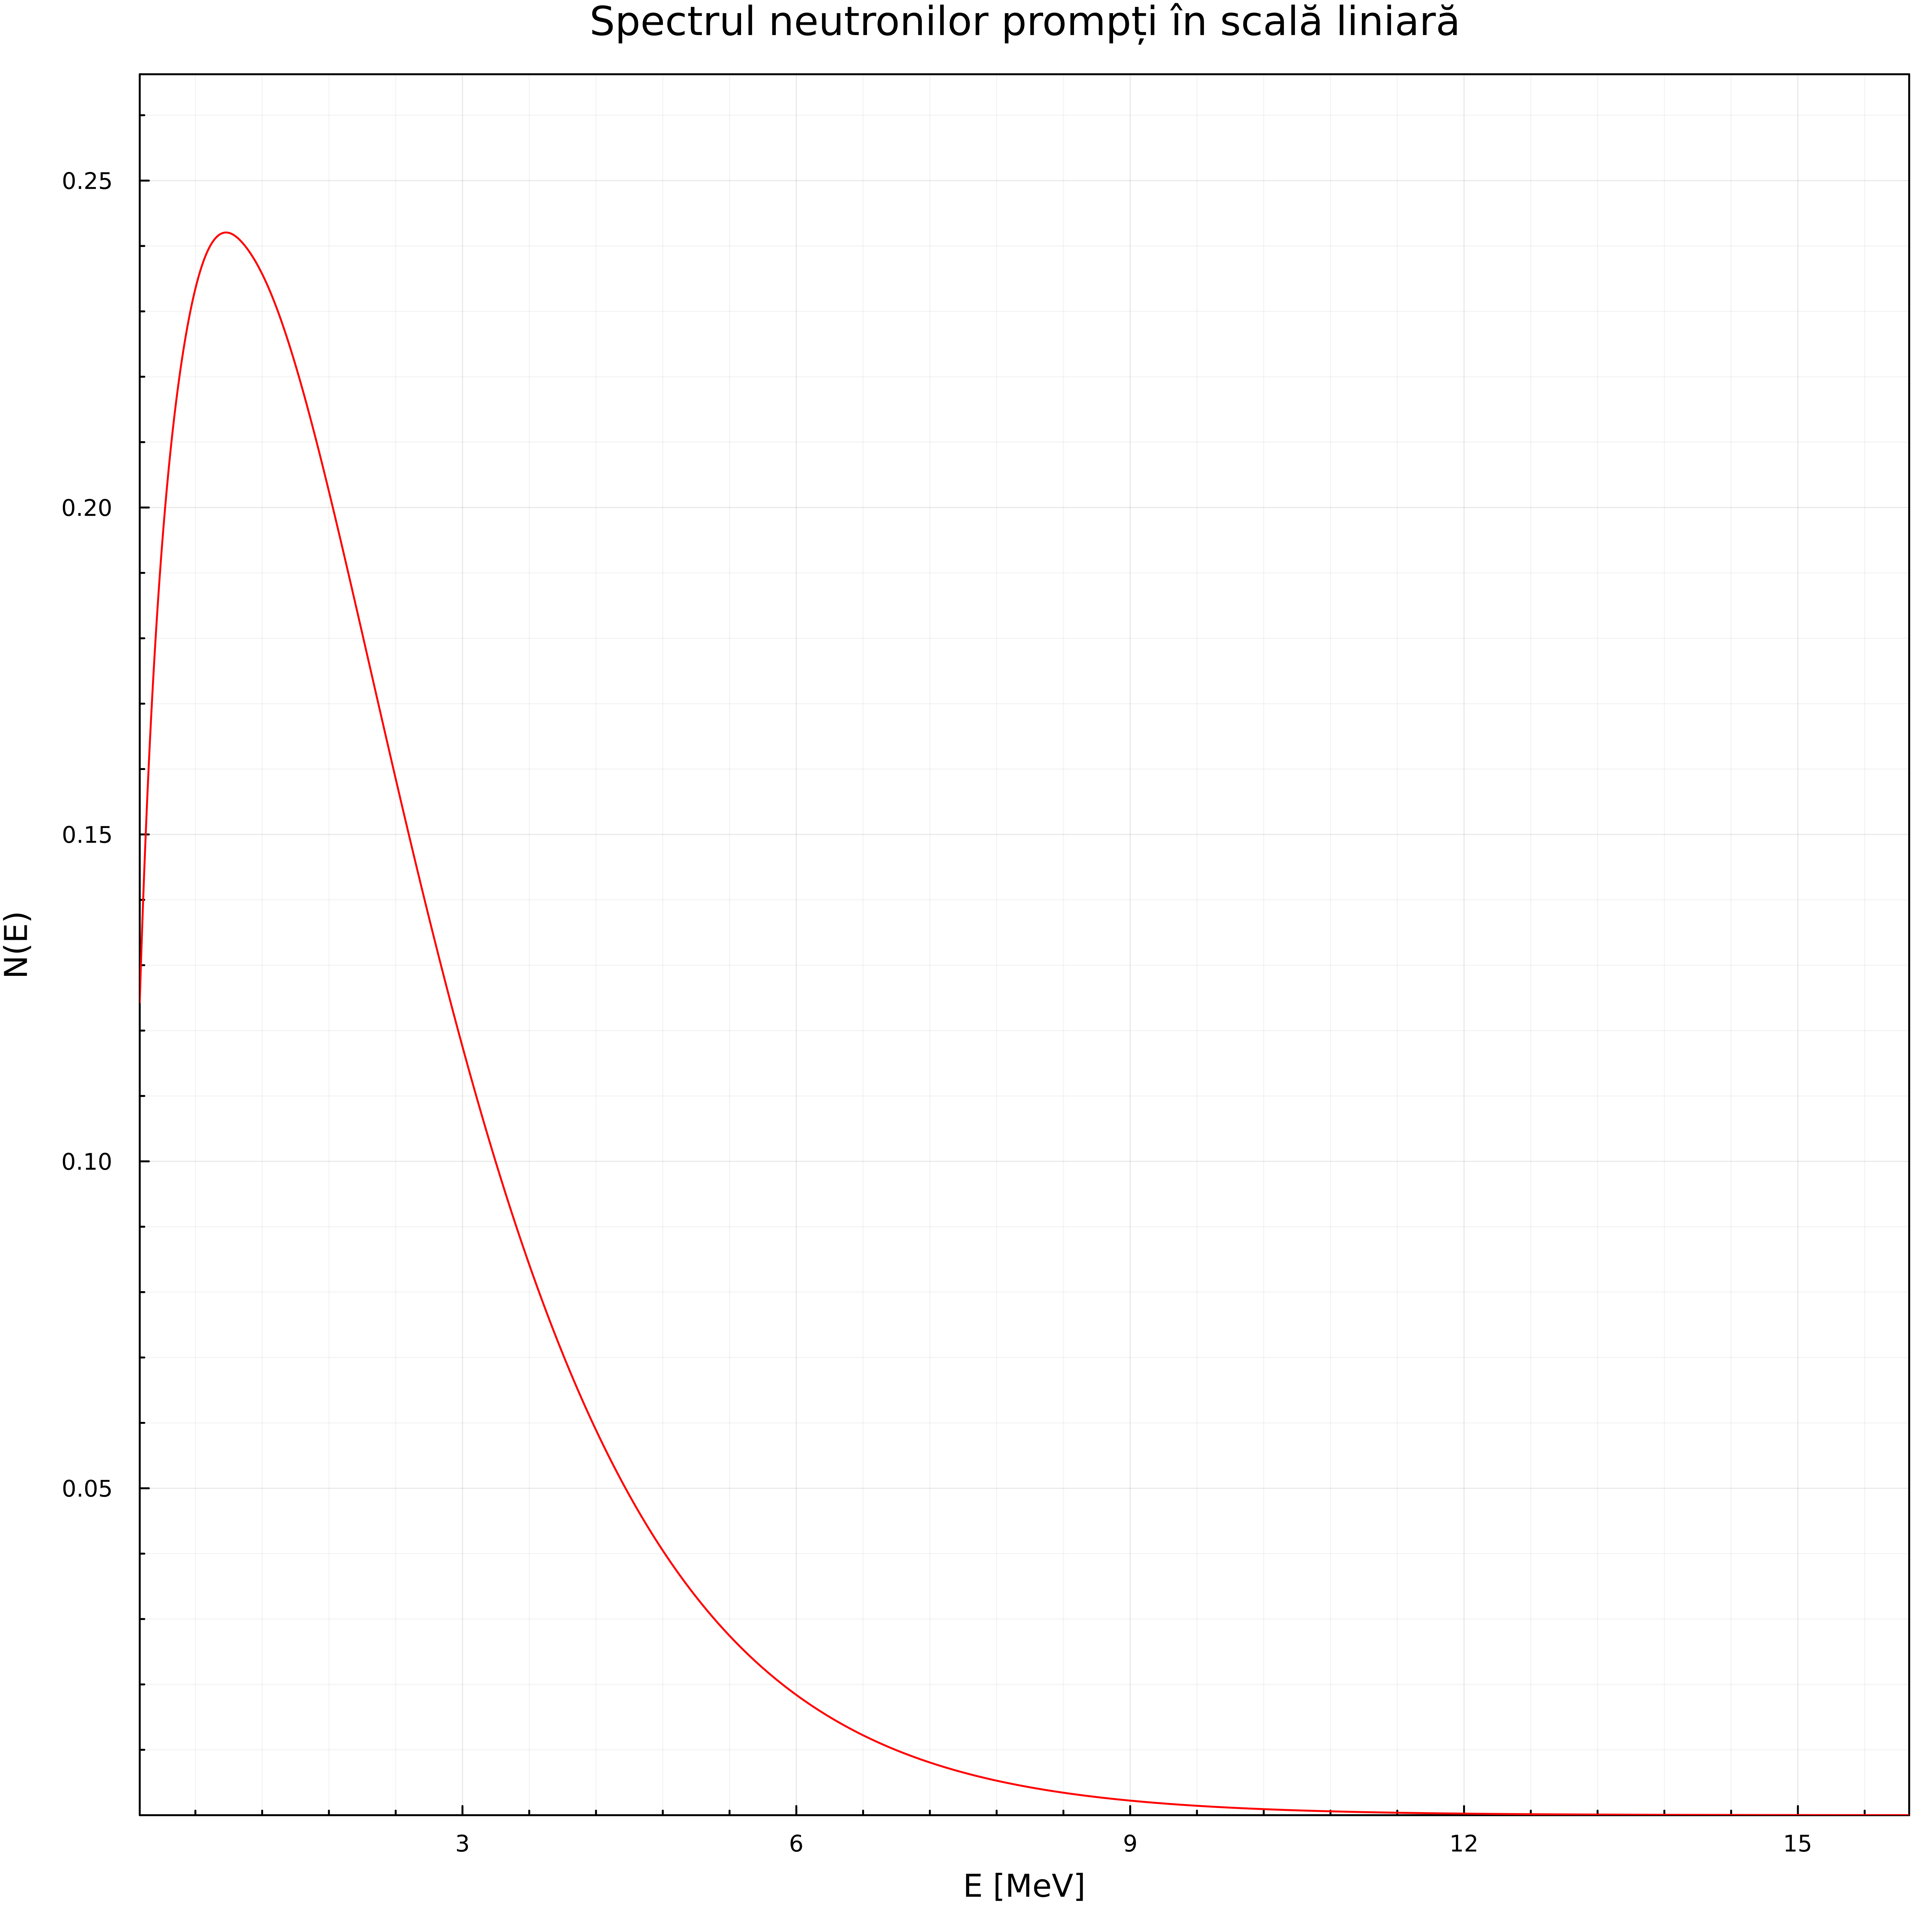 Spectrul neutronilor prompți în scală liniară
0.25
0.20
0.15
0.10
0.05
N(E)
3 6 9 12 15
E [MeV]